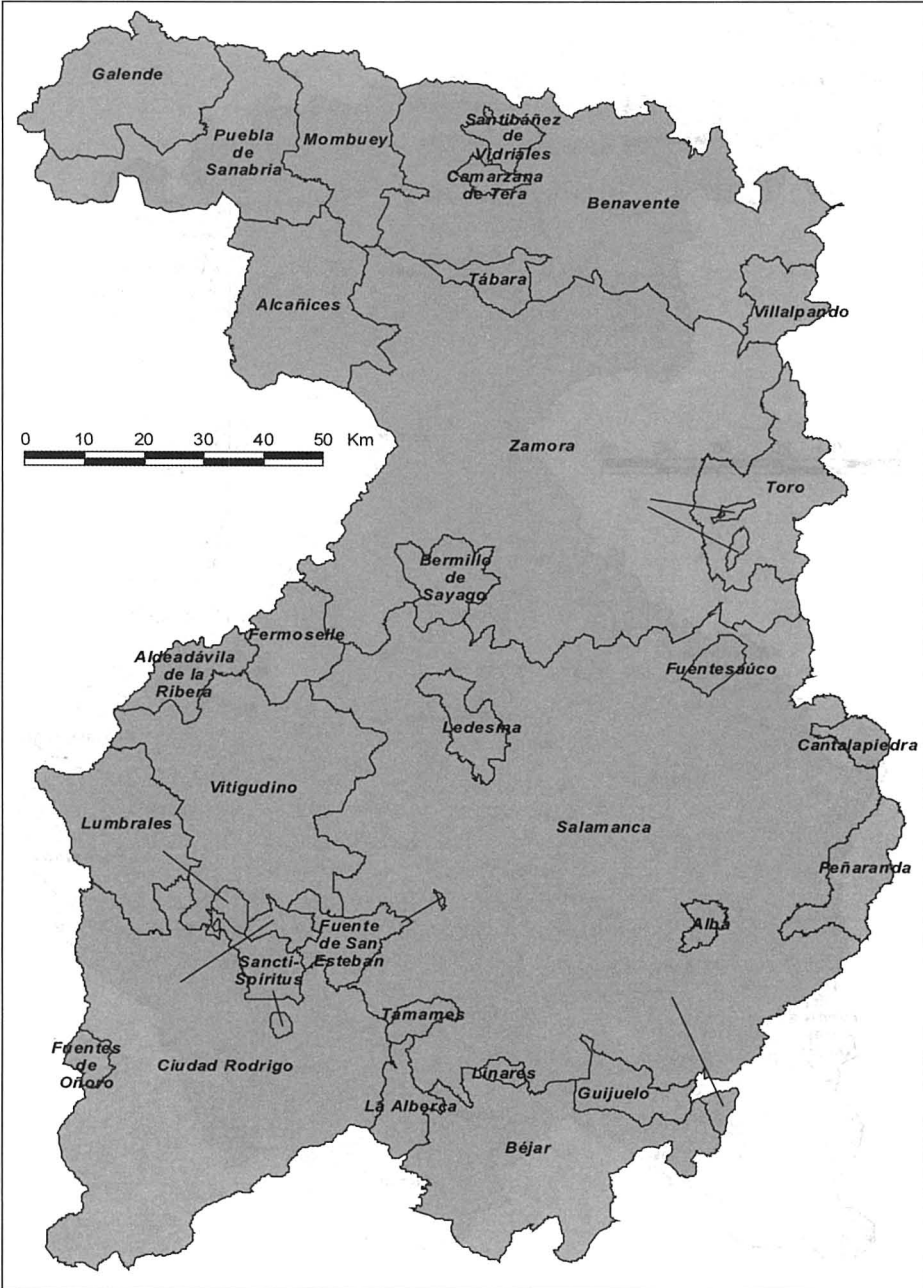 Galende
Puebla
de
Sanabria
Mombuey
Santibáñez
de
Vidriales
Camarzana
de Tera
Benavente
Alcañices
Tábara
Villalpando
0 10 20 30 40 50 Km
Zamora
Toro
Bermillo
de
Sayago
Fermoselle
Aldeadávila
de la
Ribera
Fuentesaúco
Ledesma
Cantalapiedra
Vitigudino
Lumbrales
Salamanca
Peñaranda
Alba
Fuente
de San
Esteban
Sancti-
Spiritus
Tamames
Fuentes
de
Oñoro
Ciudad Rodrigo
Linares
Guijuelo
La Alberca
Béjar